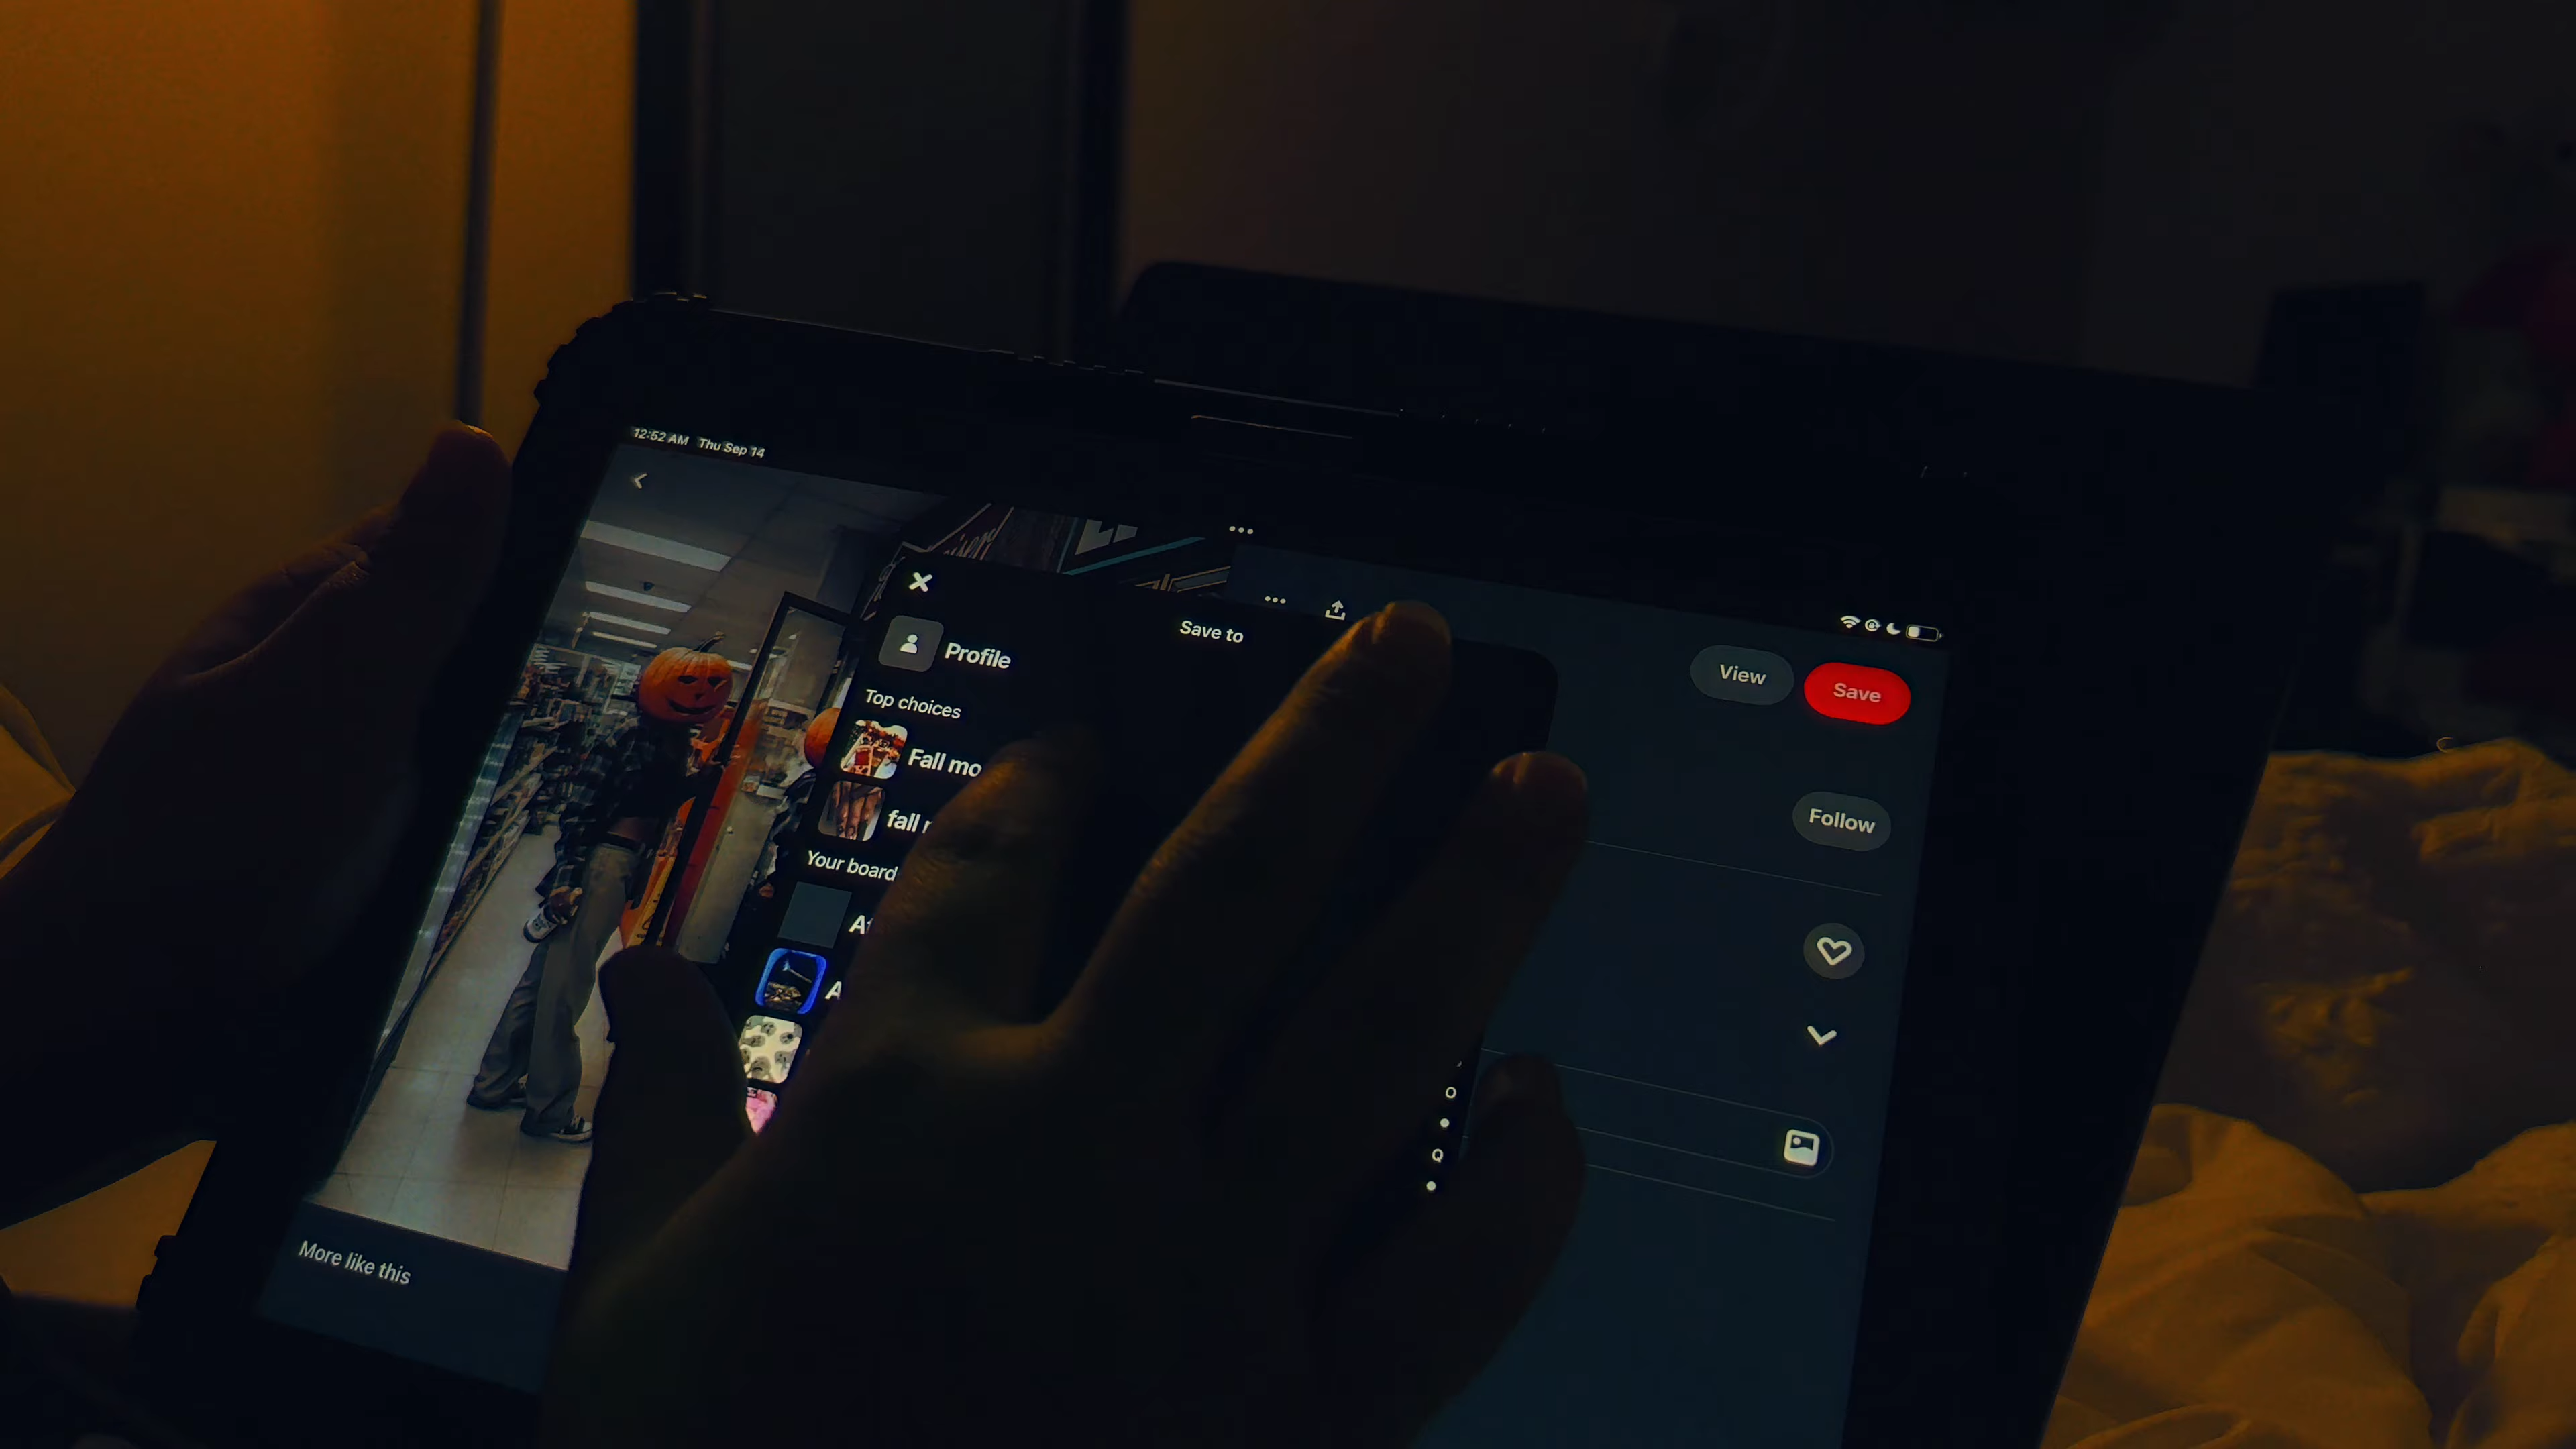 12:52 AM Thu Sep 14
Save to
Profile
View
Save
Top choices
Fall mo
fall
Follow
Your board
A
O
Q
More like this